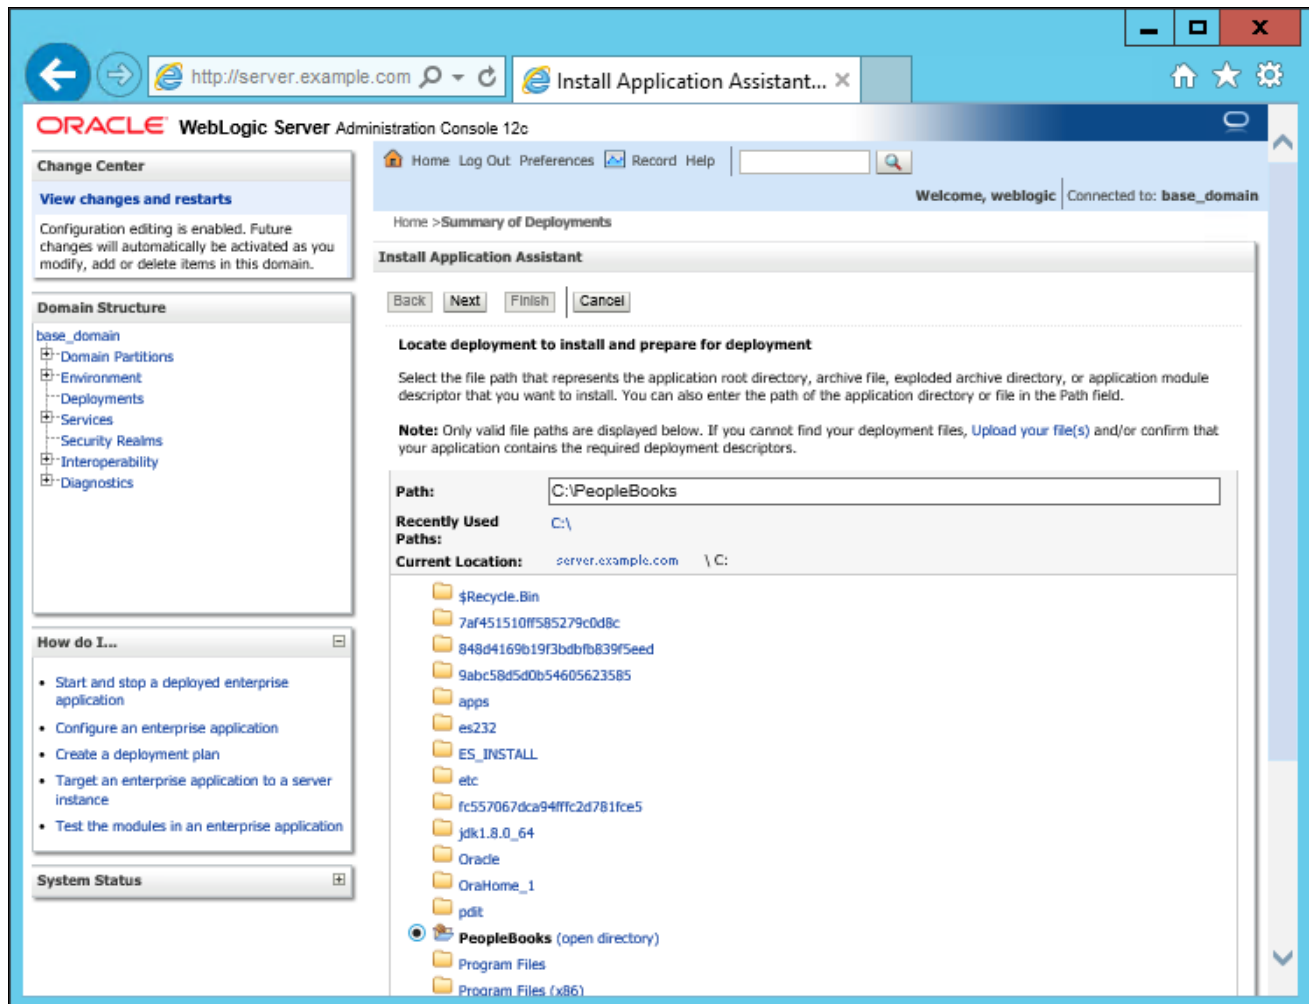 http://server.example.com
Install Application Assistant...
ORACLE WebLogic Server Administration Console 12c
Change Center
View changes and restarts
Configuration editing is enabled. Future
changes will automatically be activated as you
modify, add or delete items in this domain.
Domain Structure
base_domain
Domain Partitions
Environment
Deployments
Services
Security Realms
Interoperability
Diagnostics
How do I...
• Start and stop a deployed enterprise
application
• Configure an enterprise application
• Create a deployment plan
• Target an enterprise application to a server
instance
• Test the modules in an enterprise application
System Status
Home Log Out Preferences Record Help
Welcome, weblogic Connected to: base_domain
Home >Summary of Deployments
Install Application Assistant
Back Next Finish Cancel
Locate deployment to install and prepare for deployment
Select the file path that represents the application root directory, archive file, exploded archive directory, or application module
descriptor that you want to install. You can also enter the path of the application directory or file in the Path field.
Note: Only valid file paths are displayed below. If you cannot find your deployment files, Upload your file(s) and/or confirm that
your application contains the required deployment descriptors.
Path: C:\PeopleBooks
Recently Used
Paths: C:\
Current Location: server.example.com \ C:
$Recycle.Bin
7af451510ff585279c0d8c
848d4169b19f3bdbfb839f5eed
9abc58d5d0b54605623585
apps
es232
ES_INSTALL
etc
fc557067dca94fffc2d781fce5
jdk1.8.0_64
Oracle
OraHome_1
pdit
PeopleBooks (open directory)
Program Files
Program Files (x86)